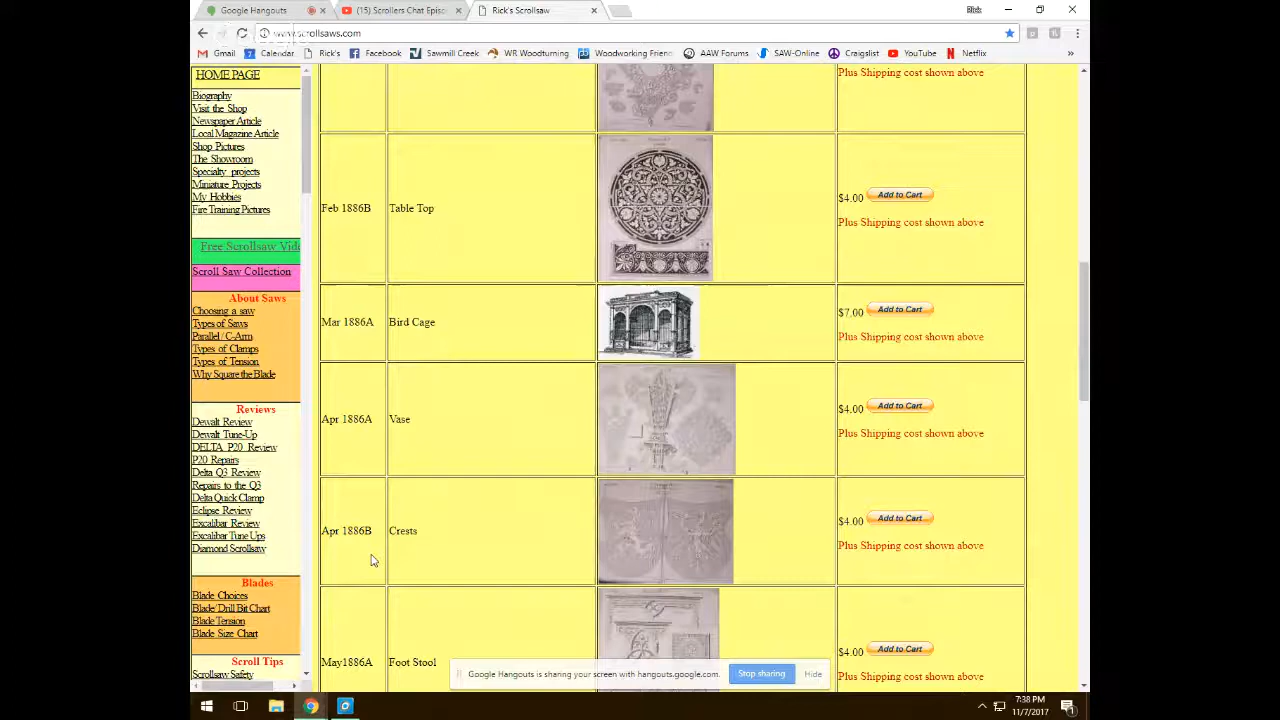 Google Hangouts
(15) Scrollers Chat Episo
Rick's Scrollsaw
www.scrollsaws.com
Gmail
Calendar
Rick's
Facebook
Sawmill Creek
WR Woodturning
Woodworking Friend
AAW Forums
SAW-Online
Craigslist
YouTube
Netflix
»
HOME PAGE
Biography
Visit the Shop
Newspaper Article
Local Magazine Article
Shop Pictures
The Showroom
Specialty projects
Miniature Projects
My Hobbies
Fire Training Pictures
Free Scrollsaw Vide
Scroll Saw Collection
About Saws
Choosing a saw
Types of Saws
Parallel / C-Arm
Types of Clamps
Types of Tension
Why Square the Blade
Reviews
Dewalt Review
Dewalt Tune-Up
DELTA P20 Review
P20 Repairs
Delta Q3 Review
Repairs to the Q3
Delta Quick Clamp
Eclipse Review
Excalibar Review
Excalibar Tune Ups
Diamond Scrollsaw
Blades
Blade Choices
Blade/Drill Bit Chart
Blade Tension
Blade Size Chart
Scroll Tips
Scrollsaw Safety
Plus Shipping cost shown above
Feb 1886B Table Top $4.00 Add to Cart
Plus Shipping cost shown above
Mar 1886A Bird Cage $7.00 Add to Cart
Plus Shipping cost shown above
Apr 1886A Vase $4.00 Add to Cart
Plus Shipping cost shown above
Apr 1886B Crests $4.00 Add to Cart
Plus Shipping cost shown above
May1886A Foot Stool $4.00 Add to Cart
Plus Shipping cost shown above
Google Hangouts is sharing your screen with hangouts.google.com.
Stop sharing
Hide
7:38 PM
11/7/2017